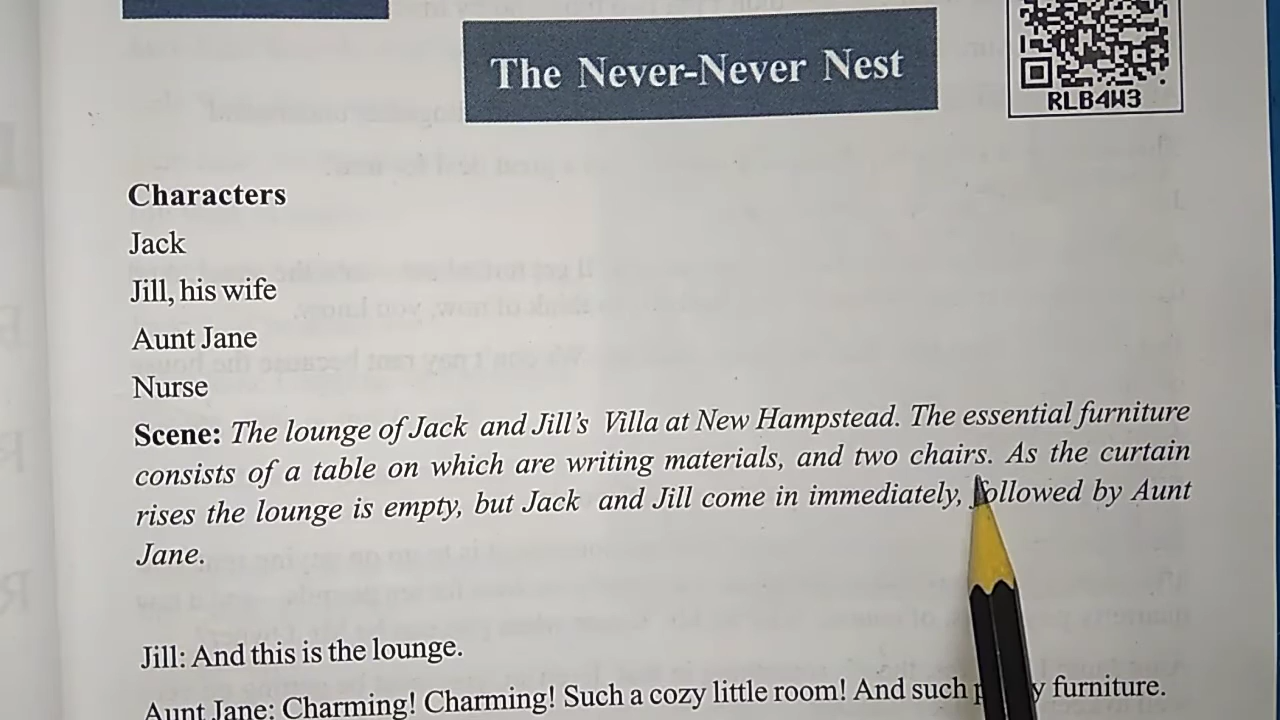 The Never-Never Nest
RLB4W3
Characters
Jack
Jill, his wife
Aunt Jane
Nurse
Scene: The lounge of Jack and Jill's Villa at New Hampstead. The essential furniture
consists of a table on which are writing materials, and two chairs. As the curtain
rises the lounge is empty, but Jack and Jill come in immediately, followed by Aunt
Jane.
Jill: And this is the lounge.
Aunt Jane: Charming! Charming! Such a cozy little room! And such furniture.